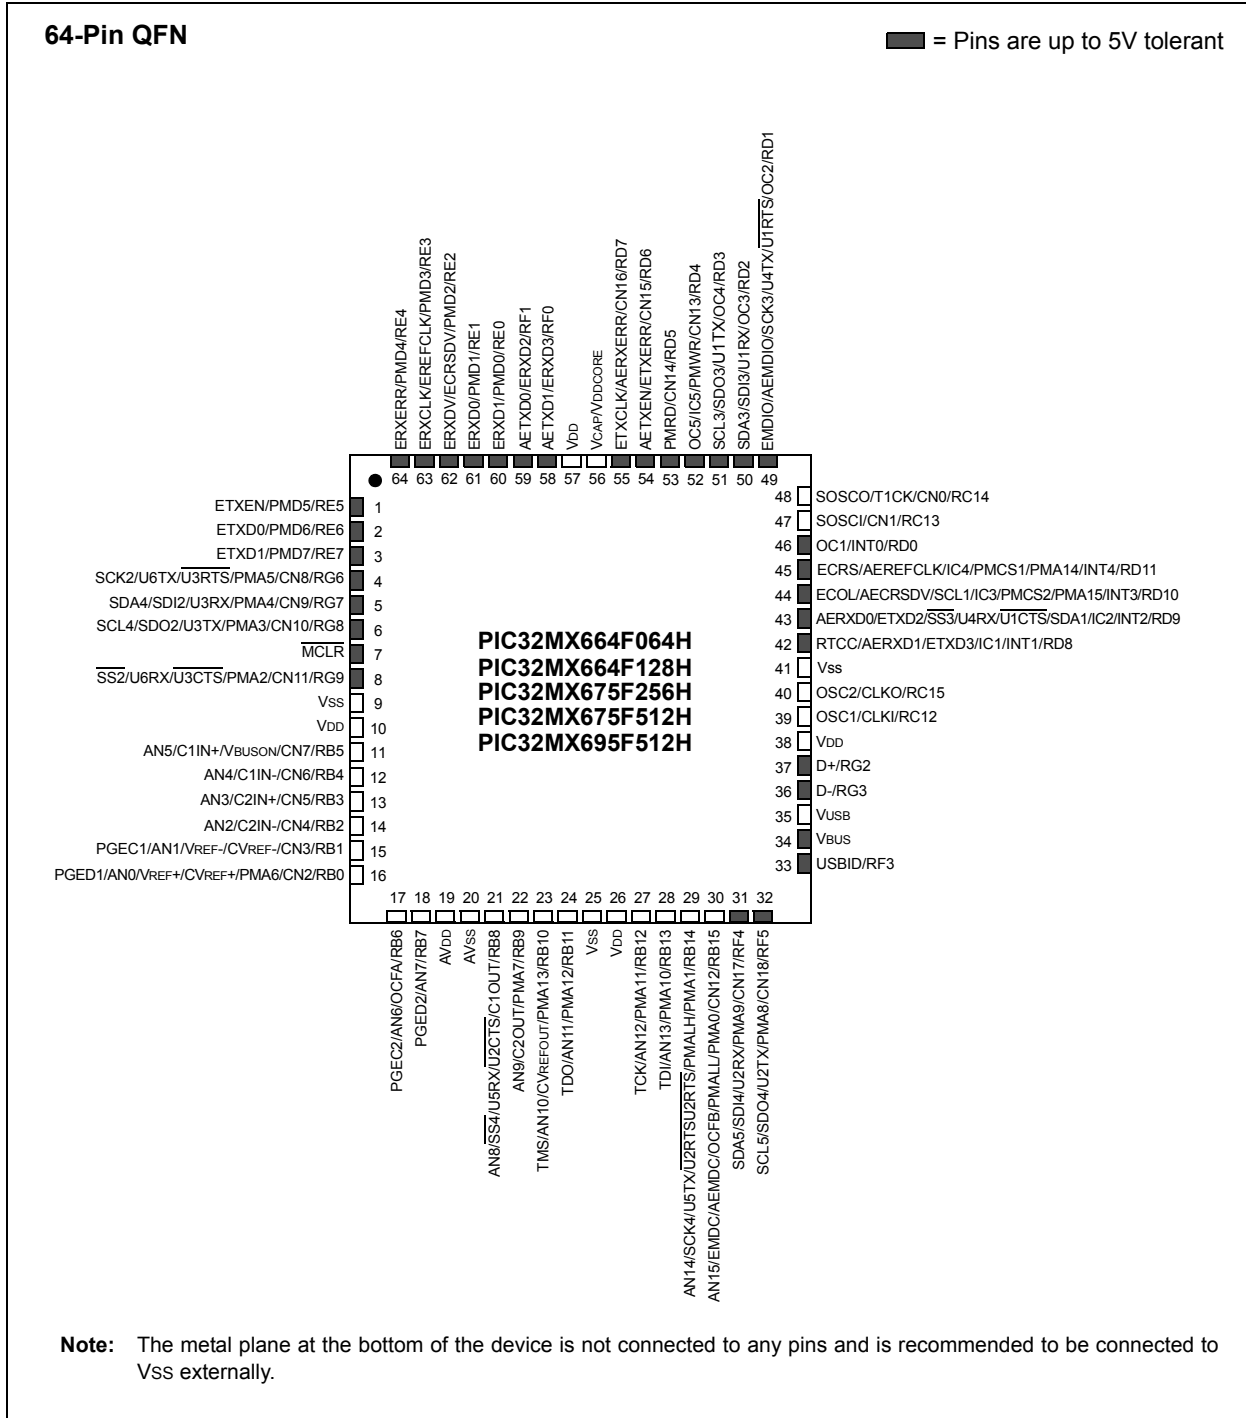 64-Pin QFN
= Pins are up to 5V tolerant
ERXERR/PMD4/RE4
ERXCLK/EREFCLK/PMD3/RE3
ERXDV/ECRSDV/PMD2/RE2
ERXD0/PMD1/RE1
ERXD1/PMD0/RE0
AETXD0/ERXD2/RF1
AETXD1/ERXD3/RF0
VDD
VCAP/VDDCORE
ETXCLK/AERXERR/CN16/RD7
AETXEN/ETXERR/CN15/RD6
PMRD/CN14/RD5
OC5/IC5/PMWR/CN13/RD4
SCL3/SDO3/U1TX/OC4/RD3
SDA3/SDI3/U1RX/OC3/RD2
EMDIO/AEMDIO/SCK3/U4TX/U1RTS/OC2/RD1
64 63 62 61 60 59 58 57 56 55 54 53 52 51 50 49
ETXEN/PMD5/RE5 1
ETXD0/PMD6/RE6 2
ETXD1/PMD7/RE7 3
SCK2/U6TX/U3RTS/PMA5/CN8/RG6 4
SDA4/SDI2/U3RX/PMA4/CN9/RG7 5
SCL4/SDO2/U3TX/PMA3/CN10/RG8 6
MCLR 7
SS2/U6RX/U3CTS/PMA2/CN11/RG9 8
VSS 9
VDD 10
AN5/C1IN+/VBUSON/CN7/RB5 11
AN4/C1IN-/CN6/RB4 12
AN3/C2IN+/CN5/RB3 13
AN2/C2IN-/CN4/RB2 14
PGEC1/AN1/VREF-/CVREF-/CN3/RB1 15
PGED1/AN0/VREF+/CVREF+/PMA6/CN2/RB0 16
PIC32MX664F064H
PIC32MX664F128H
PIC32MX675F256H
PIC32MX675F512H
PIC32MX695F512H
48 SOSCO/T1CK/CN0/RC14
47 SOSCI/CN1/RC13
46 OC1/INT0/RD0
45 ECRS/AEREFCLK/IC4/PMCS1/PMA14/INT4/RD11
44 ECOL/AECRSDV/SCL1/IC3/PMCS2/PMA15/INT3/RD10
43 AERXD0/ETXD2/SS3/U4RX/U1CTS/SDA1/IC2/INT2/RD9
42 RTCC/AERXD1/ETXD3/IC1/INT1/RD8
41 Vss
40 OSC2/CLKO/RC15
39 OSC1/CLKI/RC12
38 VDD
37 D+/RG2
36 D-/RG3
35 VUSB
34 VBUS
33 USBID/RF3
17 18 19 20 21 22 23 24 25 26 27 28 29 30 31 32
PGEC2/AN6/OCFA/RB6
PGED2/AN7/RB7
AVDD
AVSS
AN8/SS4/U5RX/U2CTS/C1OUT/RB8
AN9/C2OUT/PMA7/RB9
TMS/AN10/CVREFOUT/PMA13/RB10
TDO/AN11/PMA12/RB11
VSS
VDD
TCK/AN12/PMA11/RB12
TDI/AN13/PMA10/RB13
AN14/SCK4/U5TX/U2RTSU2RTS/PMALH/PMA1/RB14
AN15/EMDC/AEMDC/OCFB/PMALL/PMA0/CN12/RB15
SDA5/SDI4/U2RX/PMA9/CN17/RF4
SCL5/SDO4/U2TX/PMA8/CN18/RF5
Note: The metal plane at the bottom of the device is not connected to any pins and is recommended to be connected to
VSS externally.